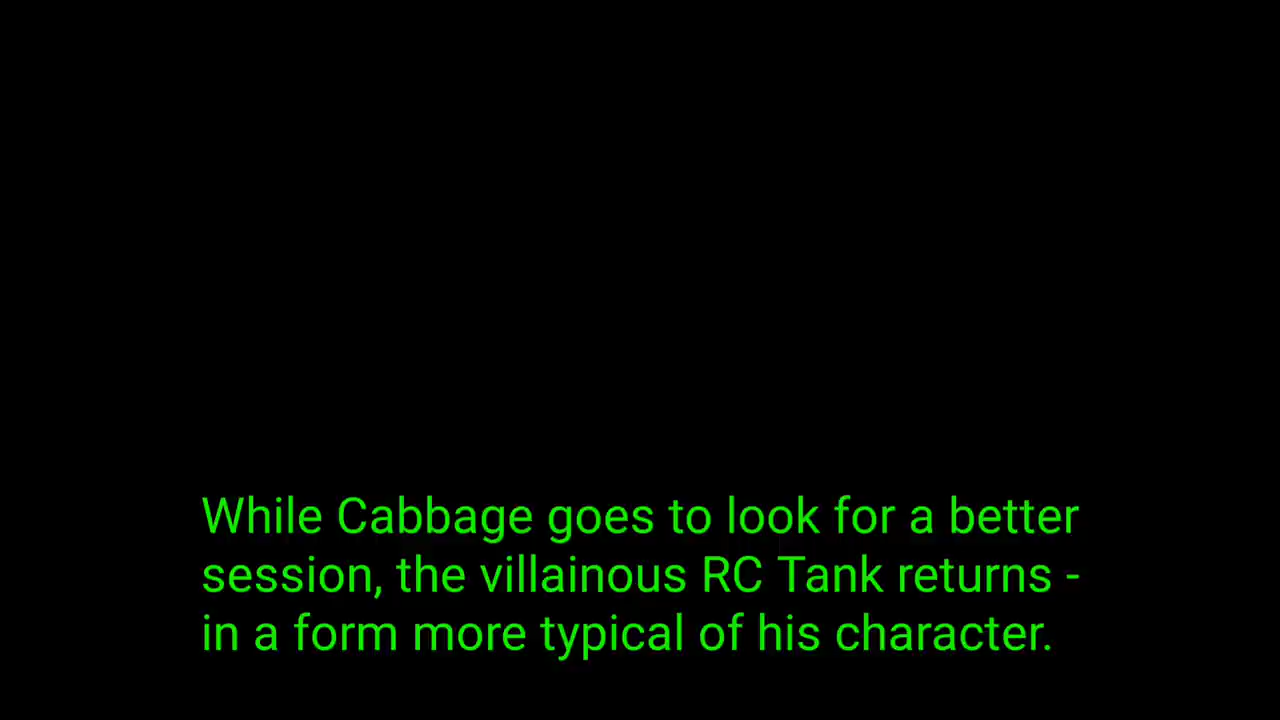 While Cabbage goes to look for a better
session, the villainous RC Tank returns -
in a form more typical of his character.